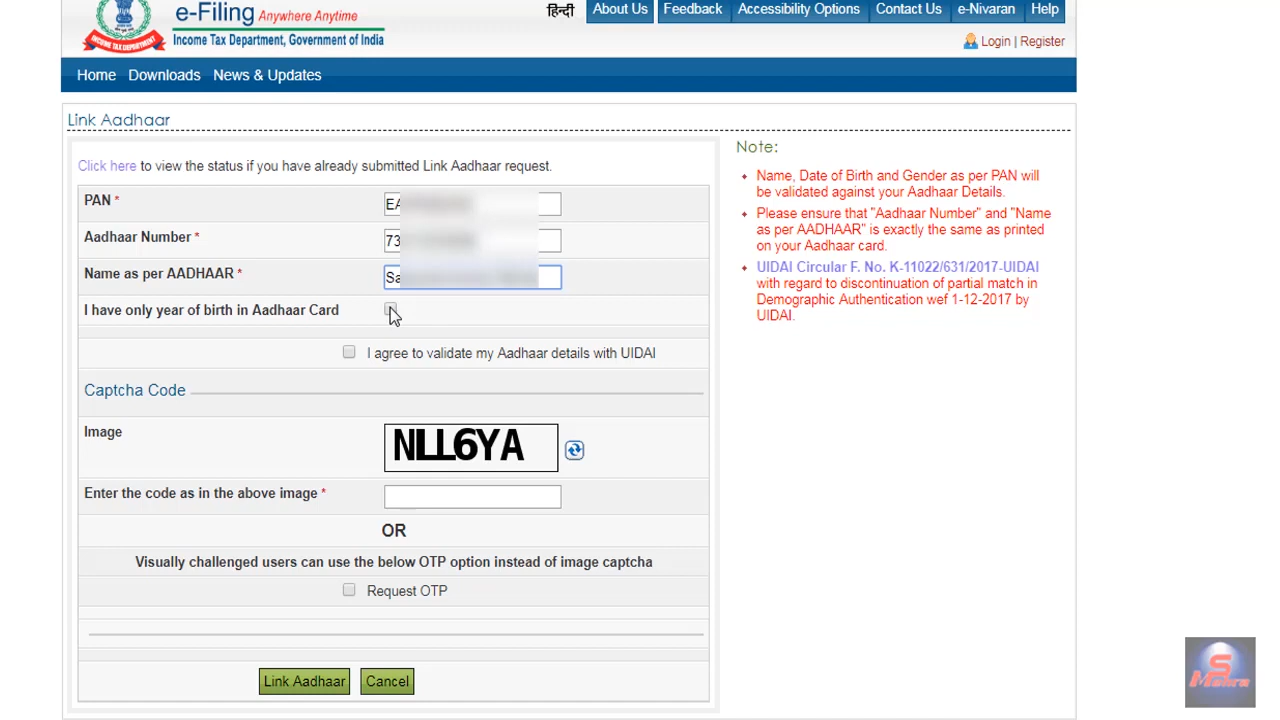 e-Filing Anywhere Anytime
Income Tax Department, Government of India
हिन्दी About Us Feedback Accessibility Options Contact Us e-Nivaran Help
Login | Register
Home Downloads News & Updates
Link Aadhaar
Click here to view the status if you have already submitted Link Aadhaar request.
PAN *
EA
Aadhaar Number *
73
Name as per AADHAAR *
Sa
I have only year of birth in Aadhaar Card
I agree to validate my Aadhaar details with UIDAI
Captcha Code
Image
NLL6YA
Enter the code as in the above image *
OR
Visually challenged users can use the below OTP option instead of image captcha
Request OTP
Link Aadhaar Cancel
Note:
Name, Date of Birth and Gender as per PAN will
be validated against your Aadhaar Details.
Please ensure that "Aadhaar Number" and "Name
as per AADHAAR" is exactly the same as printed
on your Aadhaar card.
UIDAI Circular F. No. K-11022/631/2017-UIDAI
with regard to discontinuation of partial match in
Demographic Authentication wef 1-12-2017 by
UIDAI.